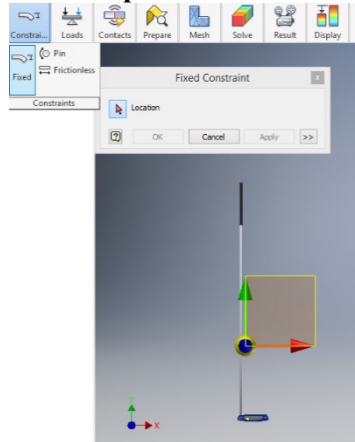 Constrai... Loads Contacts Prepare Mesh Solve Result Display
Pin
Fixed
Frictionless
Constraints
Fixed Constraint
x
Location
?
OK Cancel Apply >>
Y
X